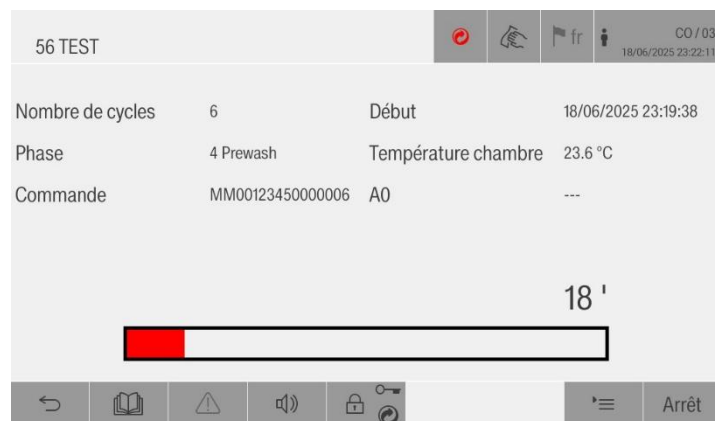 56 TEST
fr
CO / 03
18/06/2025 23:22:11
Nombre de cycles 6 Début 18/06/2025 23:19:38
Phase 4 Prewash Température chambre 23.6 °C
Commande MM00123450000006 A0 ---
18 '
Arrêt